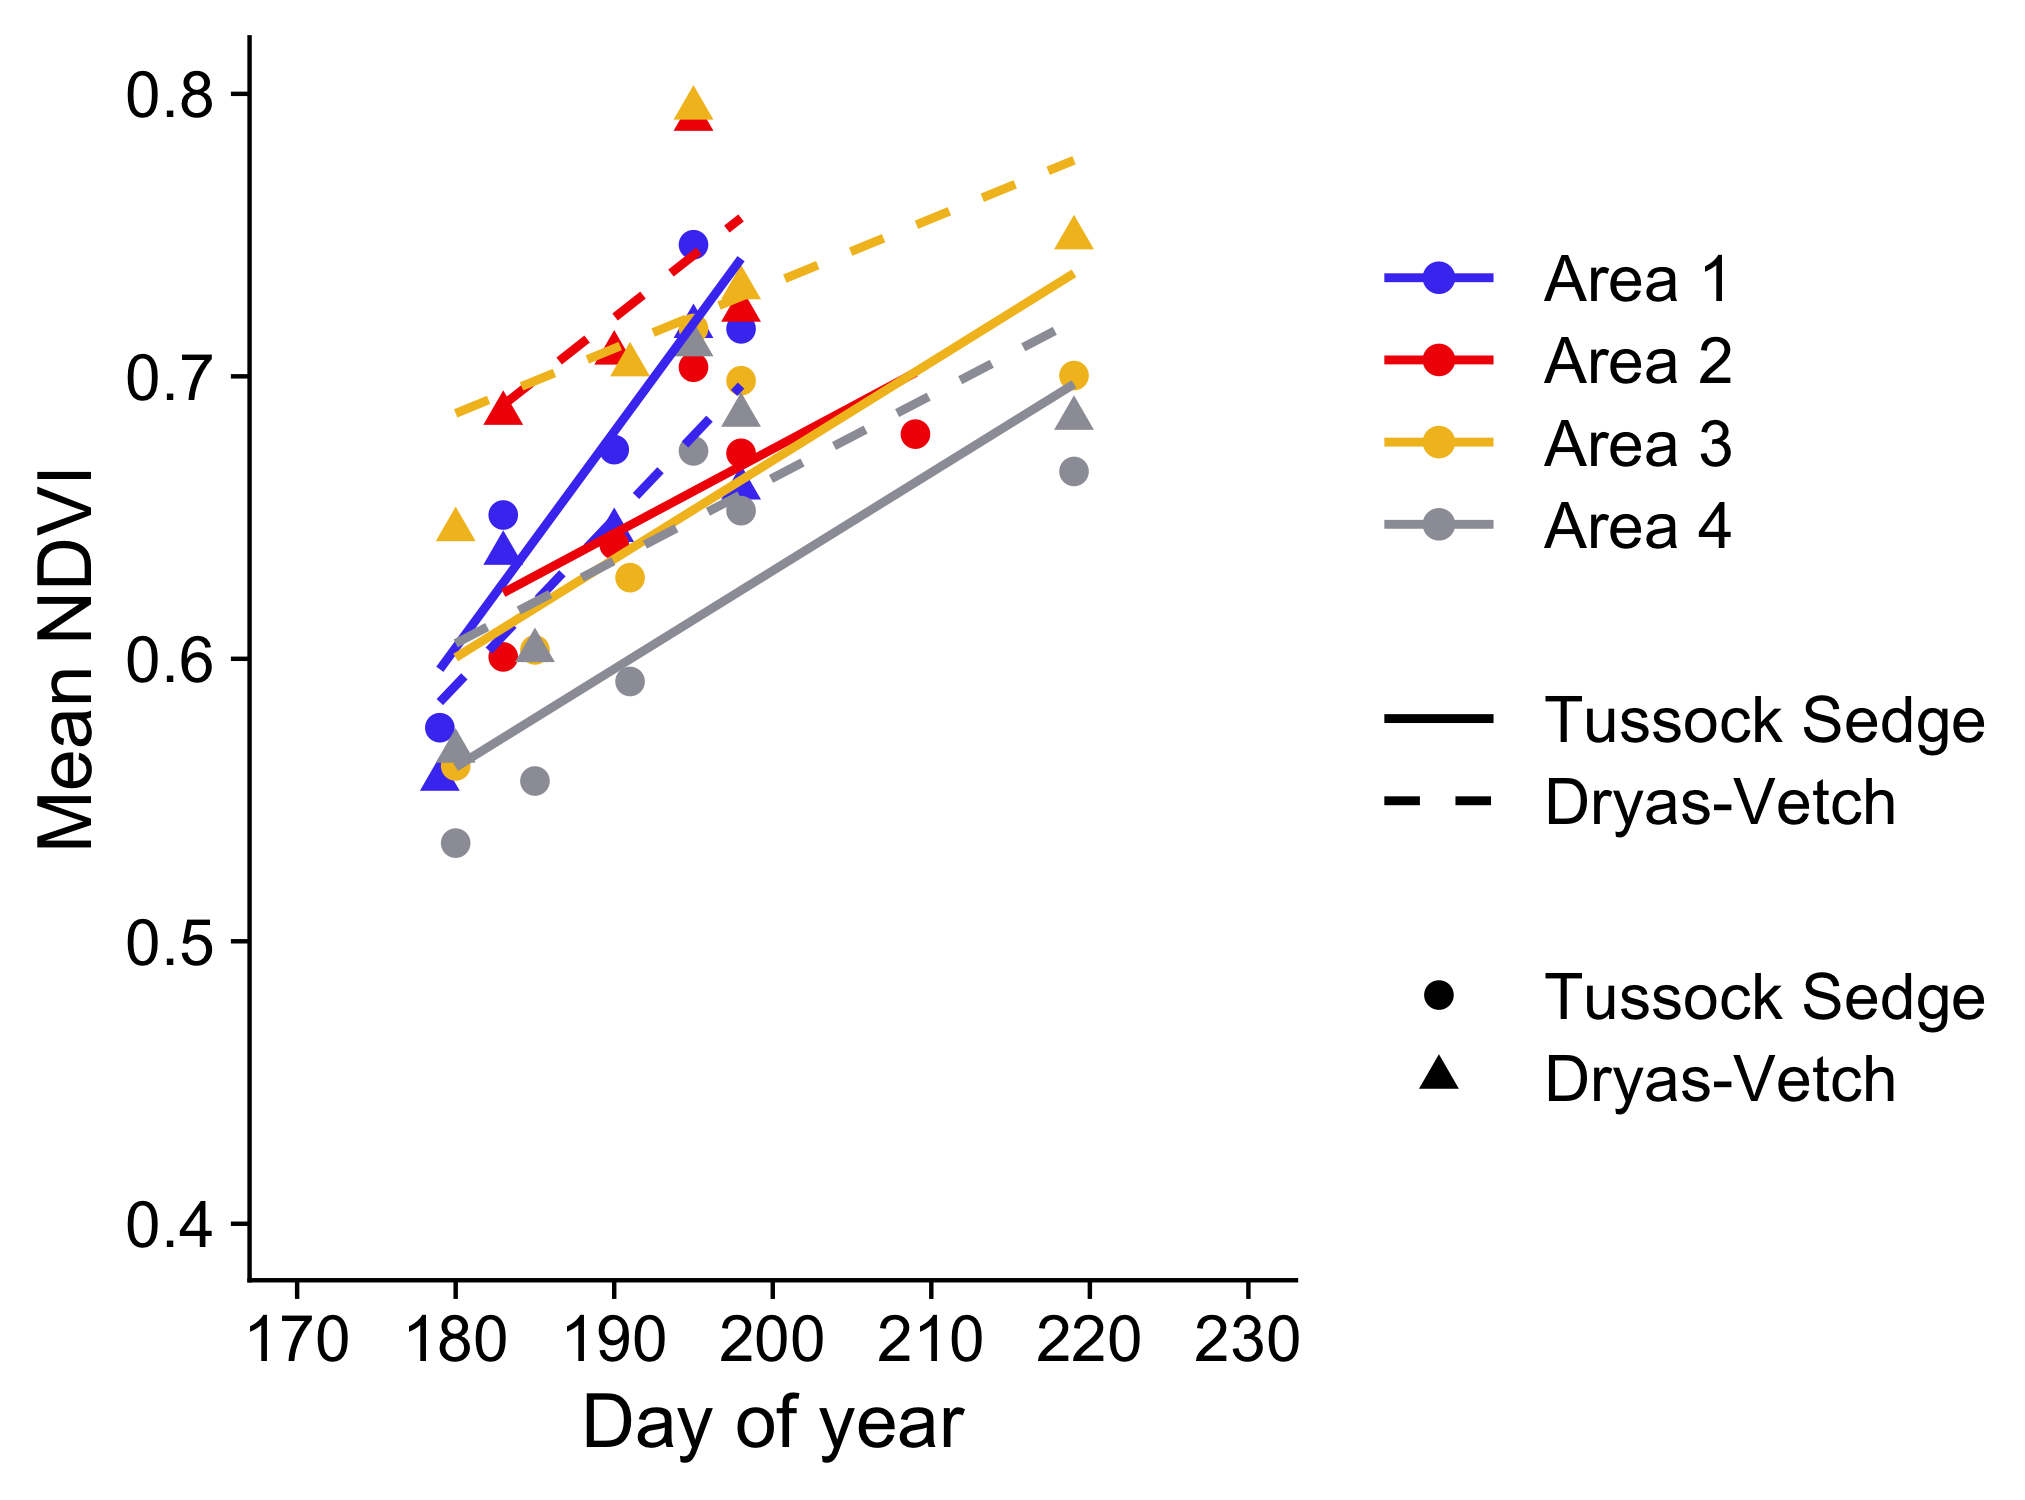 Mean NDVI
0.8
0.7
0.6
0.5
0.4
170 180 190 200 210 220 230
Day of year
Area 1
Area 2
Area 3
Area 4
Tussock Sedge
Dryas-Vetch
Tussock Sedge
Dryas-Vetch